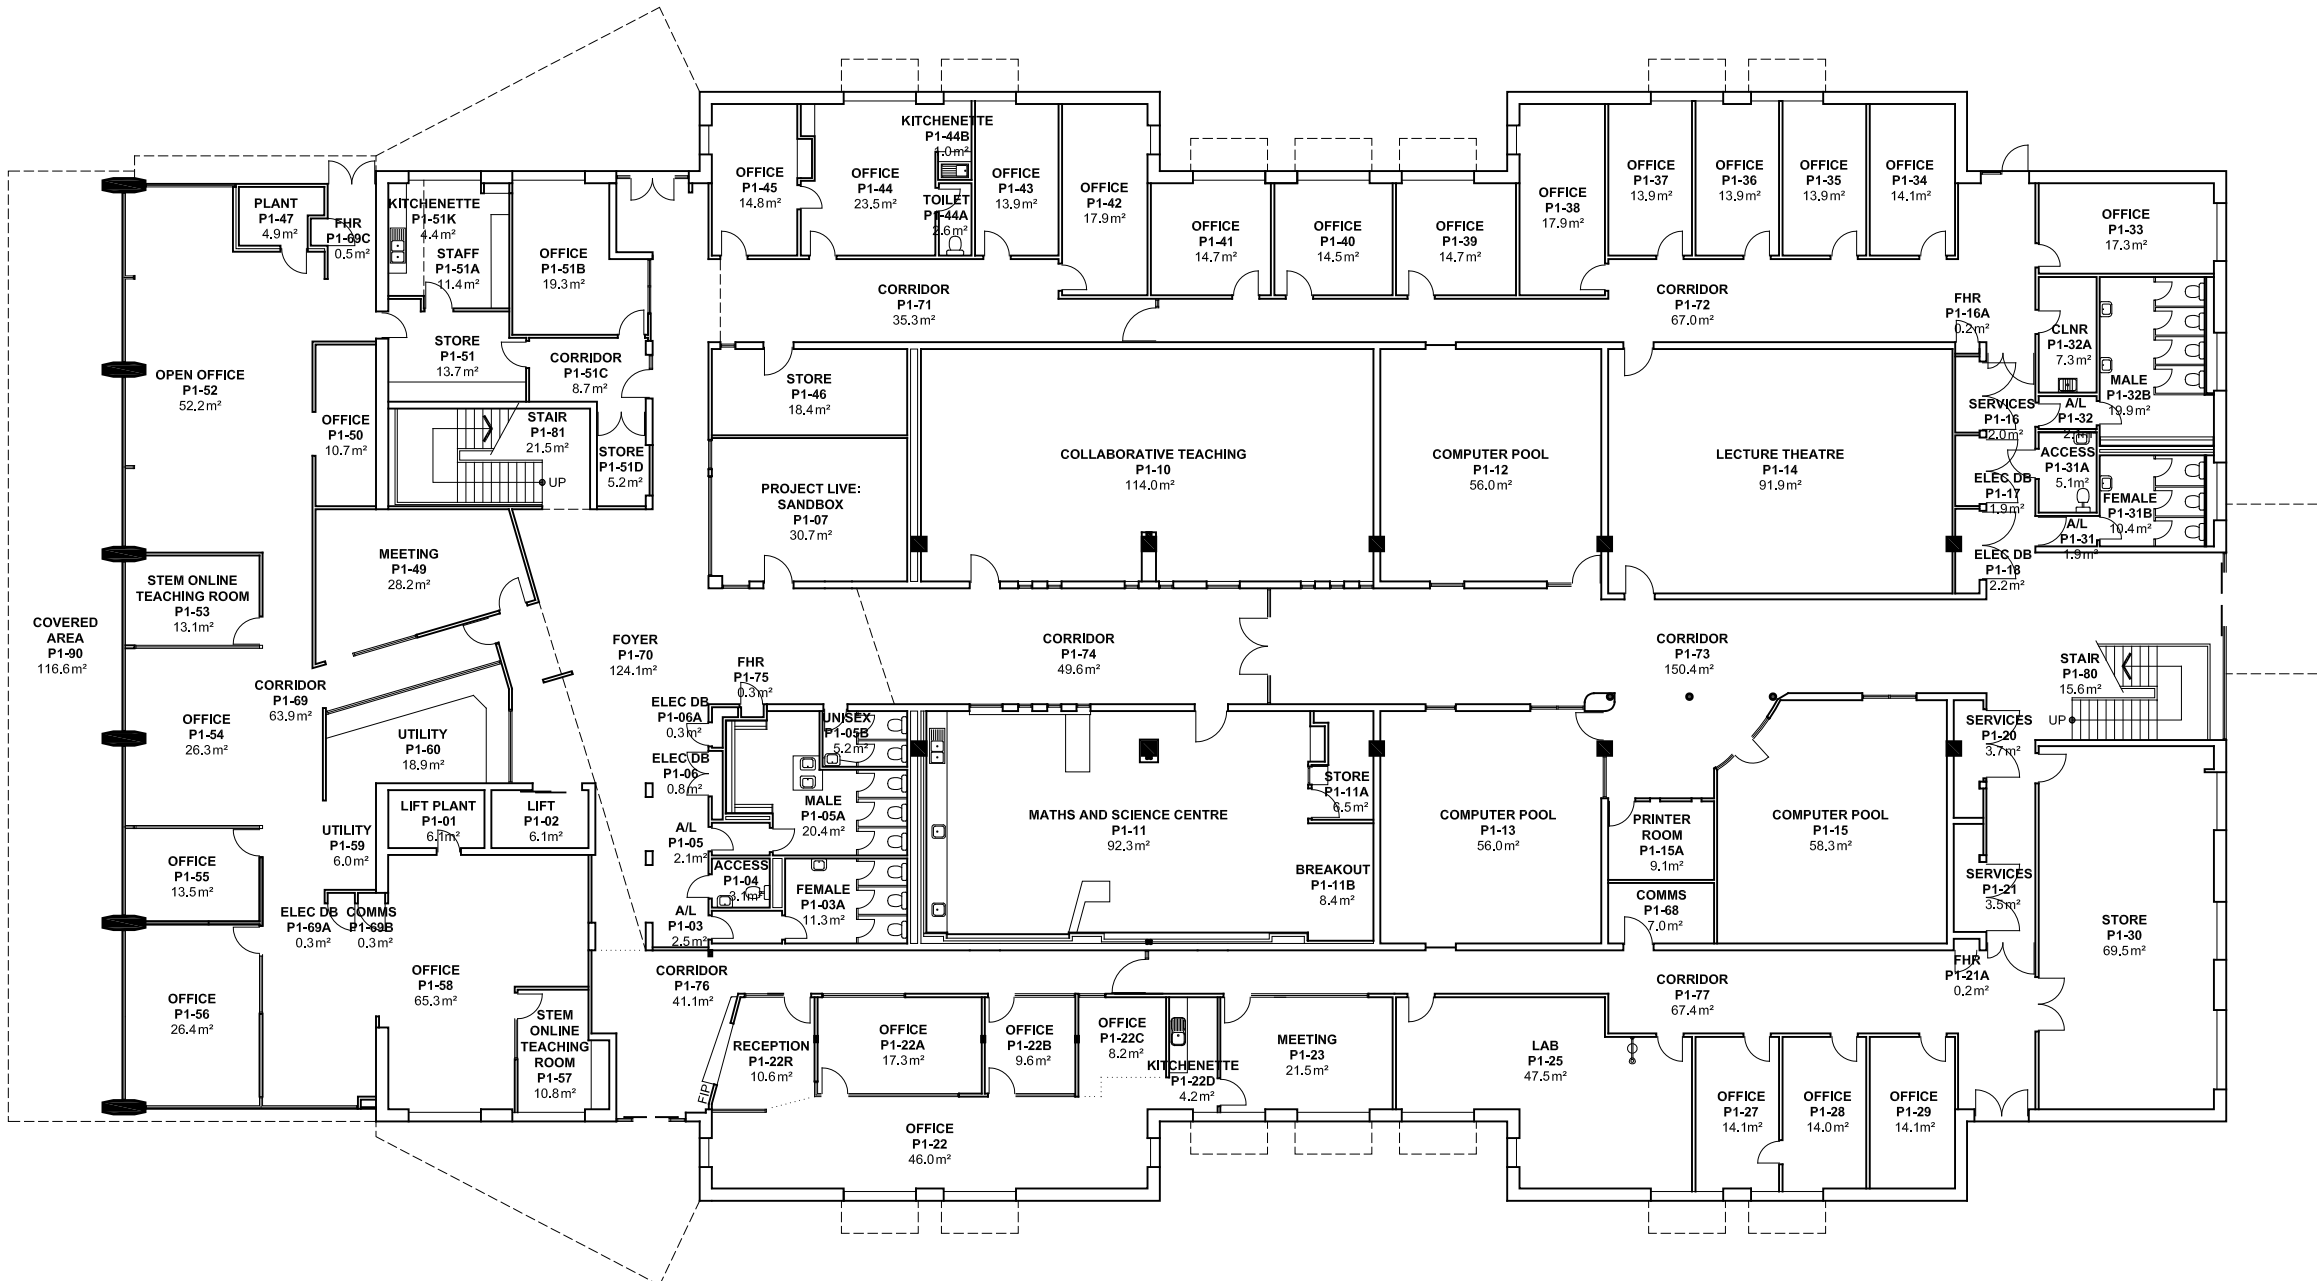 KITCHENETTE
P1-44B
1.0m²
OFFICE
P1-45
14.8m²
OFFICE
P1-44
23.5m²
OFFICE
P1-43
13.9m²
OFFICE
P1-42
17.9m²
TOILET
P1-44A
2.6m²
OFFICE
P1-41
14.7m²
OFFICE
P1-40
14.5m²
OFFICE
P1-39
14.7m²
OFFICE
P1-38
17.9m²
OFFICE
P1-37
13.9m²
OFFICE
P1-36
13.9m²
OFFICE
P1-35
13.9m²
OFFICE
P1-34
14.1m²
OFFICE
P1-33
17.3m²
PLANT
P1-47
4.9m²
FHR
P1-69C
0.5m²
KITCHENETTE
P1-51K
4.4m²
STAFF
P1-51A
11.4m²
OFFICE
P1-51B
19.3m²
CORRIDOR
P1-71
35.3m²
CORRIDOR
P1-72
67.0m²
FHR
P1-16A
0.2m²
CLNR
P1-32A
7.3m²
MALE
P1-32B
19.9m²
OPEN OFFICE
P1-52
52.2m²
STORE
P1-51
13.7m²
CORRIDOR
P1-51C
8.7m²
STORE
P1-46
18.4m²
OFFICE
P1-50
10.7m²
STAIR
P1-81
21.5m²
UP
STORE
P1-51D
5.2m²
SERVICES
P1-16
2.0m²
A/L
P1-32
2.1m²
COLLABORATIVE TEACHING
P1-10
114.0m²
COMPUTER POOL
P1-12
56.0m²
LECTURE THEATRE
P1-14
91.9m²
ACCESS
P1-31A
5.1m²
ELEC DB
P1-17
1.9m²
FEMALE
P1-31B
10.4m²
PROJECT LIVE:
SANDBOX
P1-07
30.7m²
A/L
P1-31
1.9m²
ELEC DB
P1-18
2.2m²
MEETING
P1-49
28.2m²
STEM ONLINE
TEACHING ROOM
P1-53
13.1m²
COVERED
AREA
P1-90
116.6m²
FOYER
P1-70
124.1m²
CORRIDOR
P1-74
49.6m²
CORRIDOR
P1-73
150.4m²
STAIR
P1-80
15.6m²
UP
CORRIDOR
P1-69
63.9m²
FHR
P1-75
0.3m²
ELEC DB
P1-06A
0.3m²
UNISEX
P1-05B
5.2m²
OFFICE
P1-54
26.3m²
UTILITY
P1-60
18.9m²
ELEC DB
P1-06
0.8m²
SERVICES
P1-20
3.7m²
LIFT PLANT
P1-01
6.1m²
LIFT
P1-02
6.1m²
MALE
P1-05A
20.4m²
MATHS AND SCIENCE CENTRE
P1-11
92.3m²
STORE
P1-11A
6.5m²
COMPUTER POOL
P1-13
56.0m²
PRINTER
ROOM
P1-15A
9.1m²
COMPUTER POOL
P1-15
58.3m²
UTILITY
P1-59
6.0m²
A/L
P1-05
2.1m²
OFFICE
P1-55
13.5m²
ACCESS
P1-04
3.1m²
FEMALE
P1-03A
11.3m²
BREAKOUT
P1-11B
8.4m²
COMMS
P1-68
7.0m²
SERVICES
P1-21
3.5m²
ELEC DB
P1-69A
0.3m²
COMMS
P1-69B
0.3m²
A/L
P1-03
2.5m²
STORE
P1-30
69.5m²
OFFICE
P1-58
65.3m²
CORRIDOR
P1-76
41.1m²
CORRIDOR
P1-77
67.4m²
FHR
P1-21A
0.2m²
OFFICE
P1-56
26.4m²
STEM
ONLINE
TEACHING
ROOM
P1-57
10.8m²
FIP
RECEPTION
P1-22R
10.6m²
OFFICE
P1-22A
17.3m²
OFFICE
P1-22B
9.6m²
OFFICE
P1-22C
8.2m²
KITCHENETTE
P1-22D
4.2m²
MEETING
P1-23
21.5m²
LAB
P1-25
47.5m²
OFFICE
P1-27
14.1m²
OFFICE
P1-28
14.0m²
OFFICE
P1-29
14.1m²
OFFICE
P1-22
46.0m²